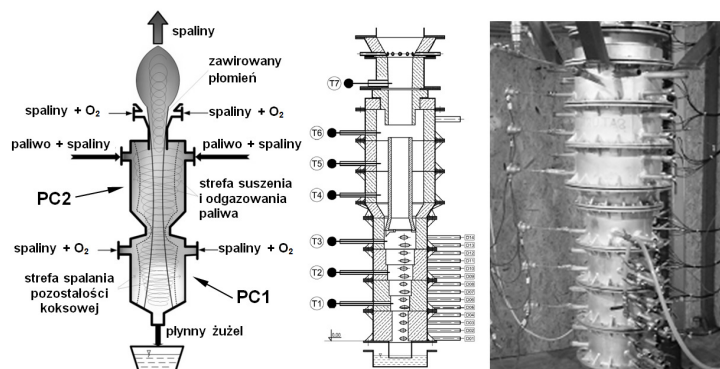 spaliny
zawirowany
płomień
spaliny + O₂
spaliny + O₂
paliwo + spaliny
paliwo + spaliny
PC2
strefa suszenia
i odgazowania
paliwa
spaliny + O₂
spaliny + O₂
strefa spalania
pozostałości
koksowej
PC1
płynny żużel
T7
T6
T5
T4
T3
T2
T1